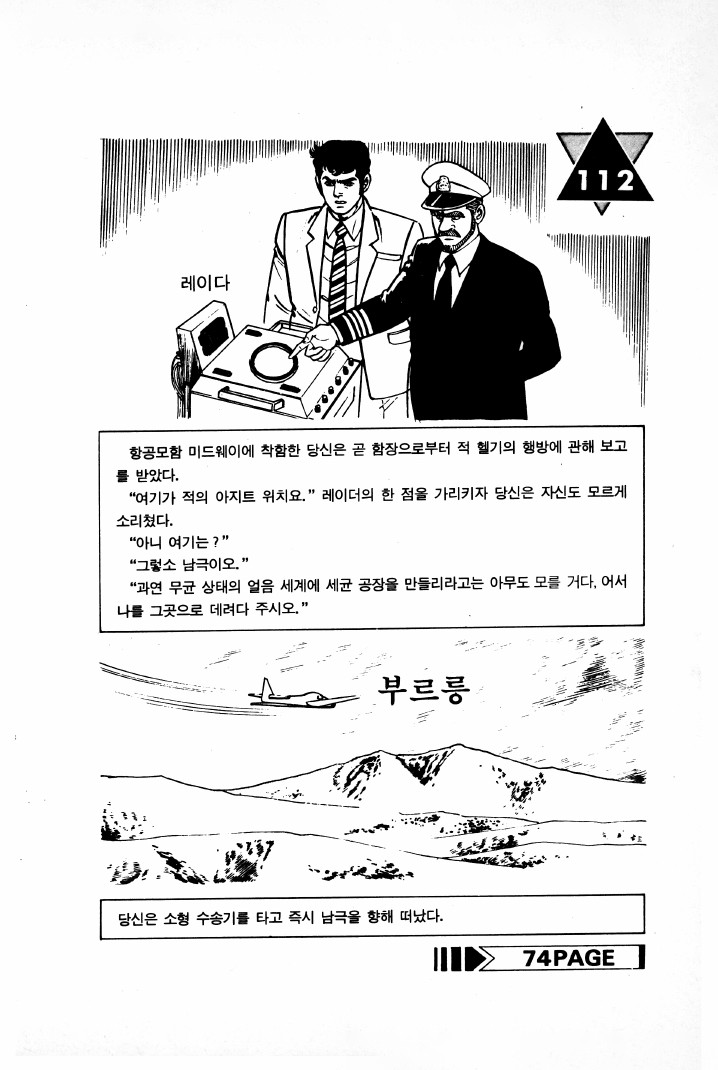 112
레이다
항공모함 미드웨이에 착함한 당신은 곧 함장으로부터 적 헬기의 행방에 관해 보고
를 받았다.
“여기가 적의 아지트 위치요.” 레이더의 한 점을 가리키자 당신은 자신도 모르게
소리쳤다.
“아니 여기는?”
“그렇소 남극이오.”
“과연 무균 상태의 얼음 세계에 세균 공장을 만들리라고는 아무도 모를 거다, 어서
나를 그곳으로 데려다 주시오.”
부르릉
당신은 소형 수송기를 타고 즉시 남극을 향해 떠났다.
74PAGE